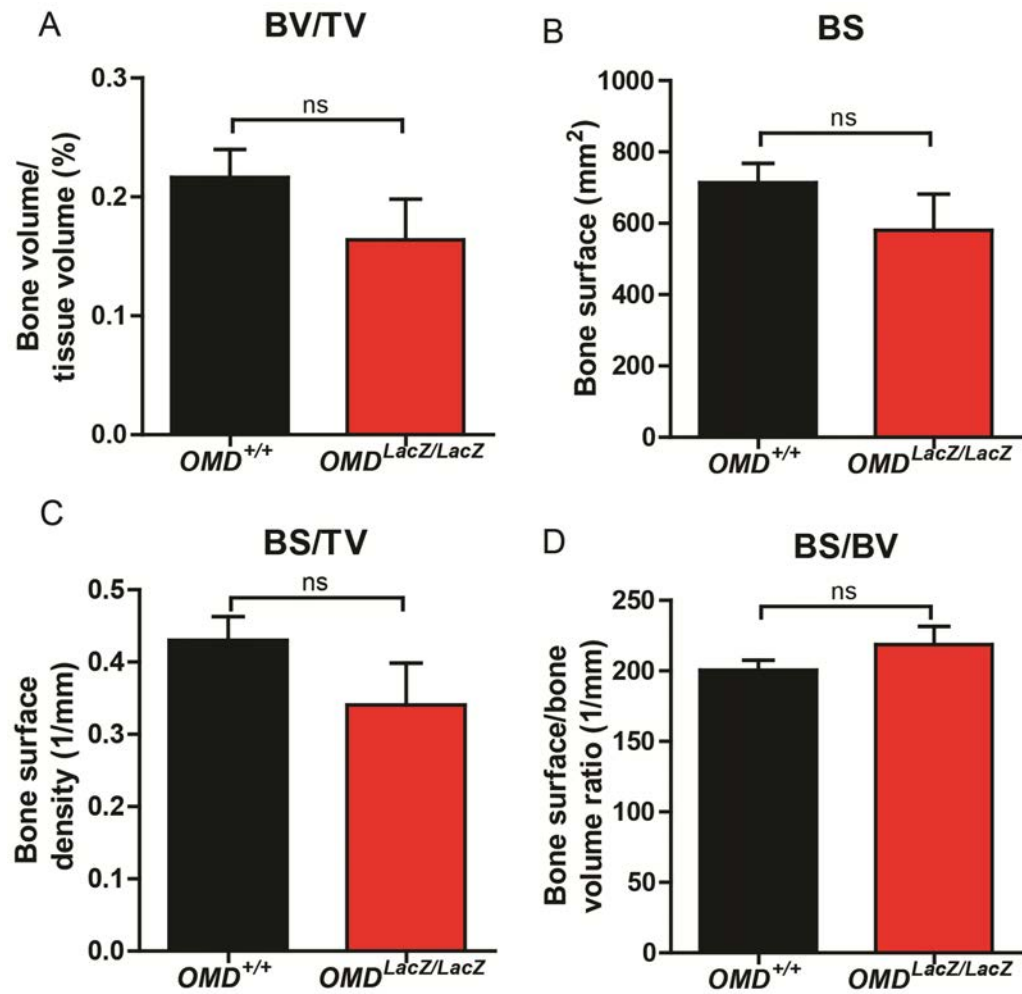 A
BV/TV
Bone volume/
tissue volume (%)
0.3
0.2
0.1
0.0
ns
OMD+/+
OMDLacZ/LacZ
B
BS
Bone surface (mm²)
1000
800
600
400
200
0
ns
OMD+/+
OMDLacZ/LacZ
C
BS/TV
Bone surface
density (1/mm)
0.5
0.4
0.3
0.2
0.1
0.0
ns
OMD+/+
OMDLacZ/LacZ
D
BS/BV
Bone surface/bone
volume ratio (1/mm)
250
200
150
100
50
0
ns
OMD+/+
OMDLacZ/LacZ